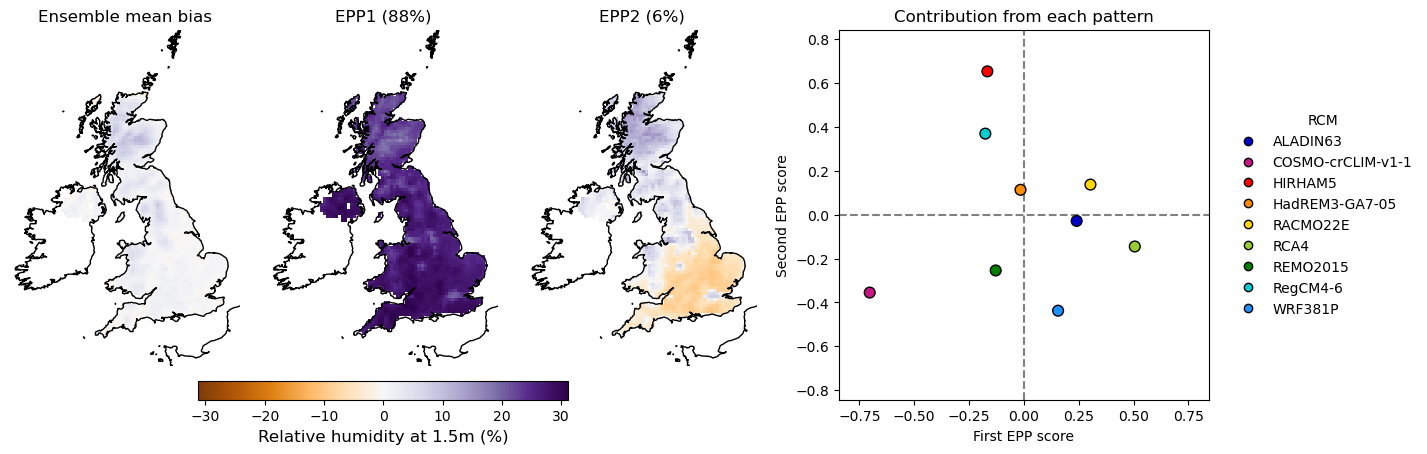 Ensemble mean bias
EPP1 (88%)
EPP2 (6%)
Contribution from each pattern
0.8
0.6
0.4
0.2
0.0
−0.2
−0.4
−0.6
−0.8
Second EPP score
−0.75
−0.50
−0.25
0.00
0.25
0.50
0.75
First EPP score
RCM
ALADIN63
COSMO-crCLIM-v1-1
HIRHAM5
HadREM3-GA7-05
RACMO22E
RCA4
REMO2015
RegCM4-6
WRF381P
−30
−20
−10
0
10
20
30
Relative humidity at 1.5m (%)